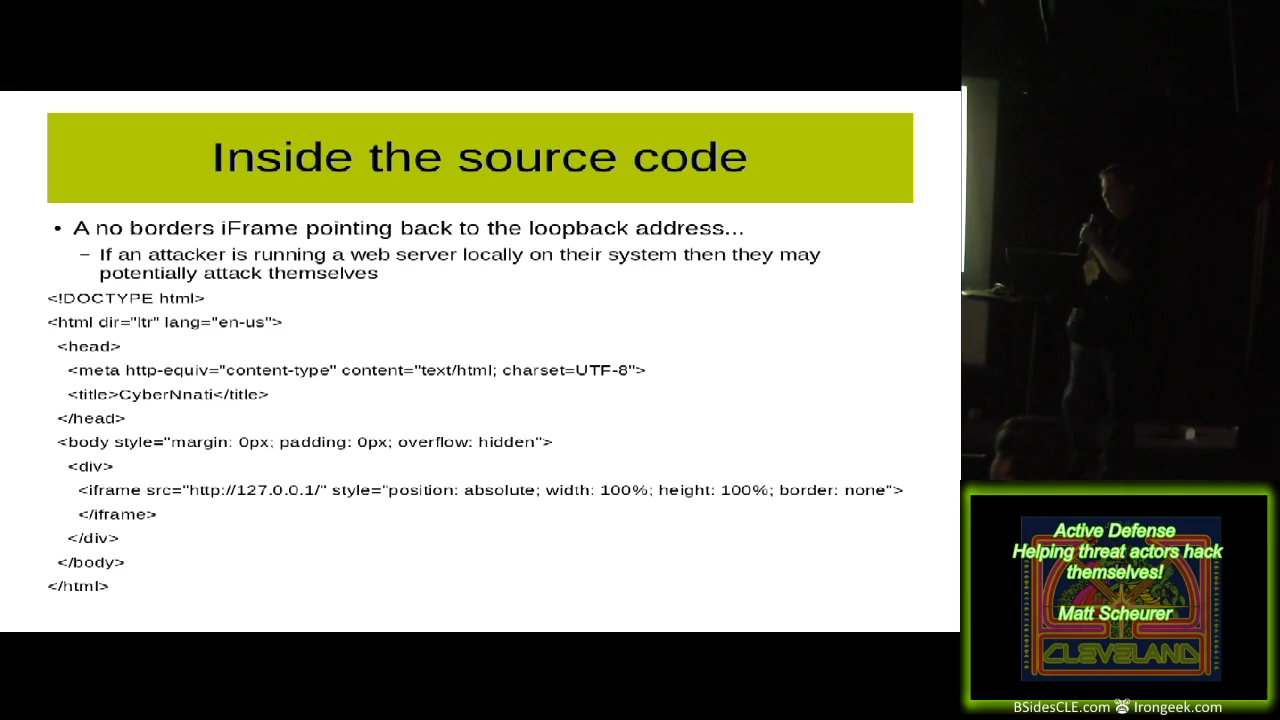 Inside the source code
• A no borders iFrame pointing back to the loopback address...
– If an attacker is running a web server locally on their system then they may
potentially attack themselves
<!DOCTYPE html>
<html dir="ltr" lang="en-us">
<head>
<meta http-equiv="content-type" content="text/html; charset=UTF-8">
<title>CyberNnati</title>
</head>
<body style="margin: 0px; padding: 0px; overflow: hidden">
<div>
<iframe src="http://127.0.0.1/" style="position: absolute; width: 100%; height: 100%; border: none">
</iframe>
</div>
</body>
</html>
Active Defense
Helping threat actors hack
themselves!
Matt Scheurer
CLEVELAND
BSidesCLE.com Irongeek.com